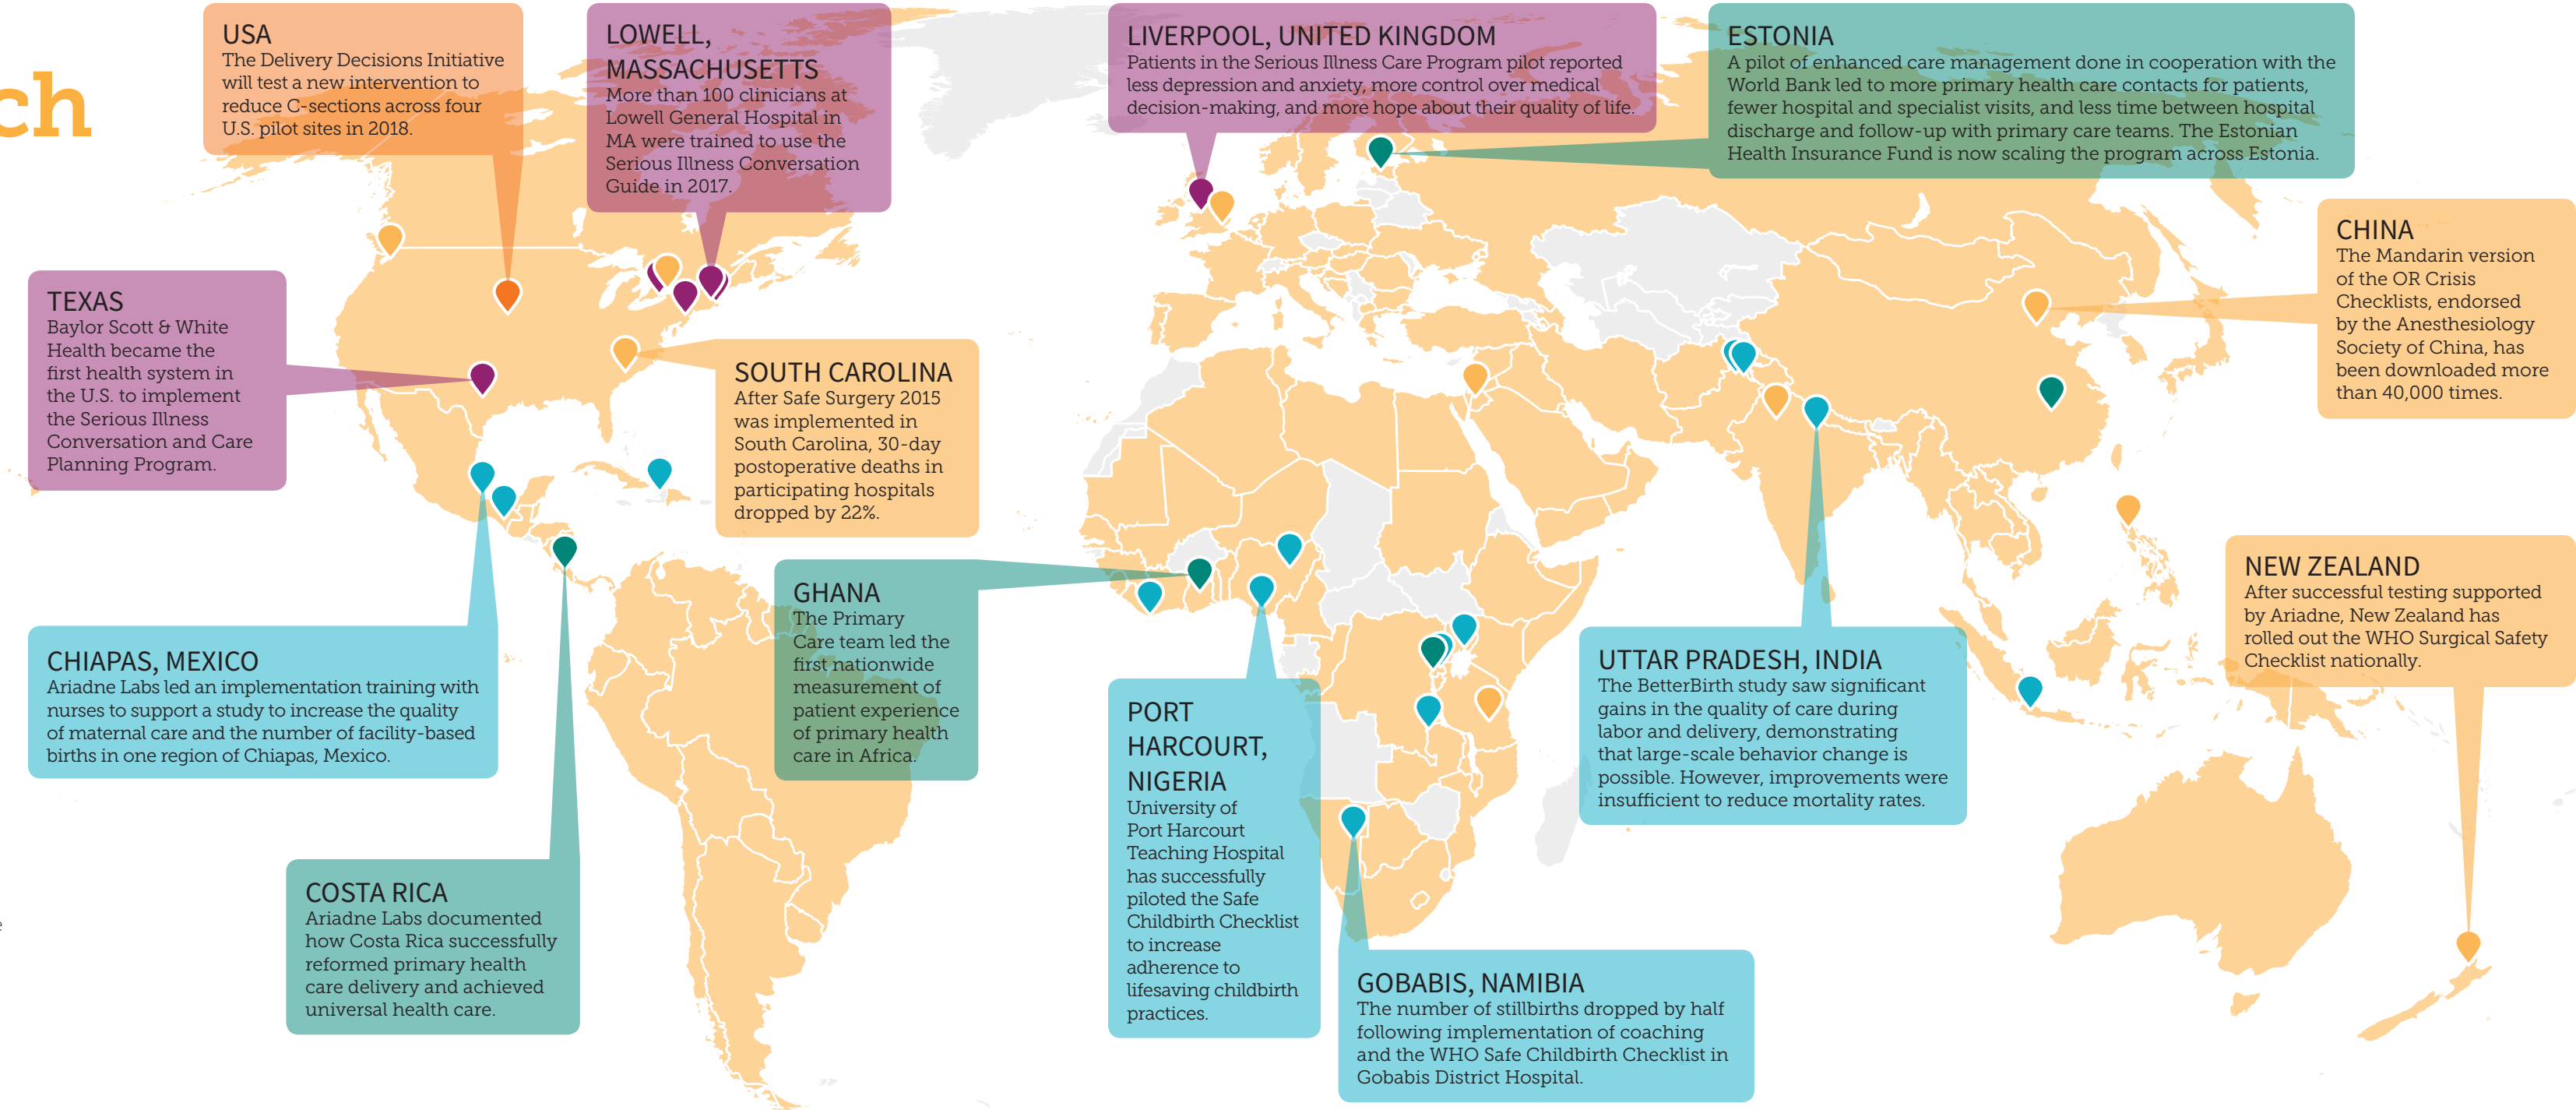 ch
USA
The Delivery Decisions Initiative
will test a new intervention to
reduce C-sections across four
U.S. pilot sites in 2018.
LOWELL,
MASSACHUSETTS
More than 100 clinicians at
Lowell General Hospital in
MA were trained to use the
Serious Illness Conversation
Guide in 2017.
LIVERPOOL, UNITED KINGDOM
Patients in the Serious Illness Care Program pilot reported
less depression and anxiety, more control over medical
decision-making, and more hope about their quality of life.
ESTONIA
A pilot of enhanced care management done in cooperation with the
World Bank led to more primary health care contacts for patients,
fewer hospital and specialist visits, and less time between hospital
discharge and follow-up with primary care teams. The Estonian
Health Insurance Fund is now scaling the program across Estonia.
CHINA
The Mandarin version
of the OR Crisis
Checklists, endorsed
by the Anesthesiology
Society of China, has
been downloaded more
than 40,000 times.
TEXAS
Baylor Scott & White
Health became the
first health system in
the U.S. to implement
the Serious Illness
Conversation and Care
Planning Program.
SOUTH CAROLINA
After Safe Surgery 2015
was implemented in
South Carolina, 30-day
postoperative deaths in
participating hospitals
dropped by 22%.
NEW ZEALAND
After successful testing supported
by Ariadne, New Zealand has
rolled out the WHO Surgical Safety
Checklist nationally.
GHANA
The Primary
Care team led the
first nationwide
measurement of
patient experience
of primary health
care in Africa.
CHIAPAS, MEXICO
Ariadne Labs led an implementation training with
nurses to support a study to increase the quality
of maternal care and the number of facility-based
births in one region of Chiapas, Mexico.
UTTAR PRADESH, INDIA
The BetterBirth study saw significant
gains in the quality of care during
labor and delivery, demonstrating
that large-scale behavior change is
possible. However, improvements were
insufficient to reduce mortality rates.
PORT
HARCOURT,
NIGERIA
University of
Port Harcourt
Teaching Hospital
has successfully
piloted the Safe
Childbirth Checklist
to increase
adherence to
lifesaving childbirth
practices.
COSTA RICA
Ariadne Labs documented
how Costa Rica successfully
reformed primary health
care delivery and achieved
universal health care.
GOBABIS, NAMIBIA
The number of stillbirths dropped by half
following implementation of coaching
and the WHO Safe Childbirth Checklist in
Gobabis District Hospital.